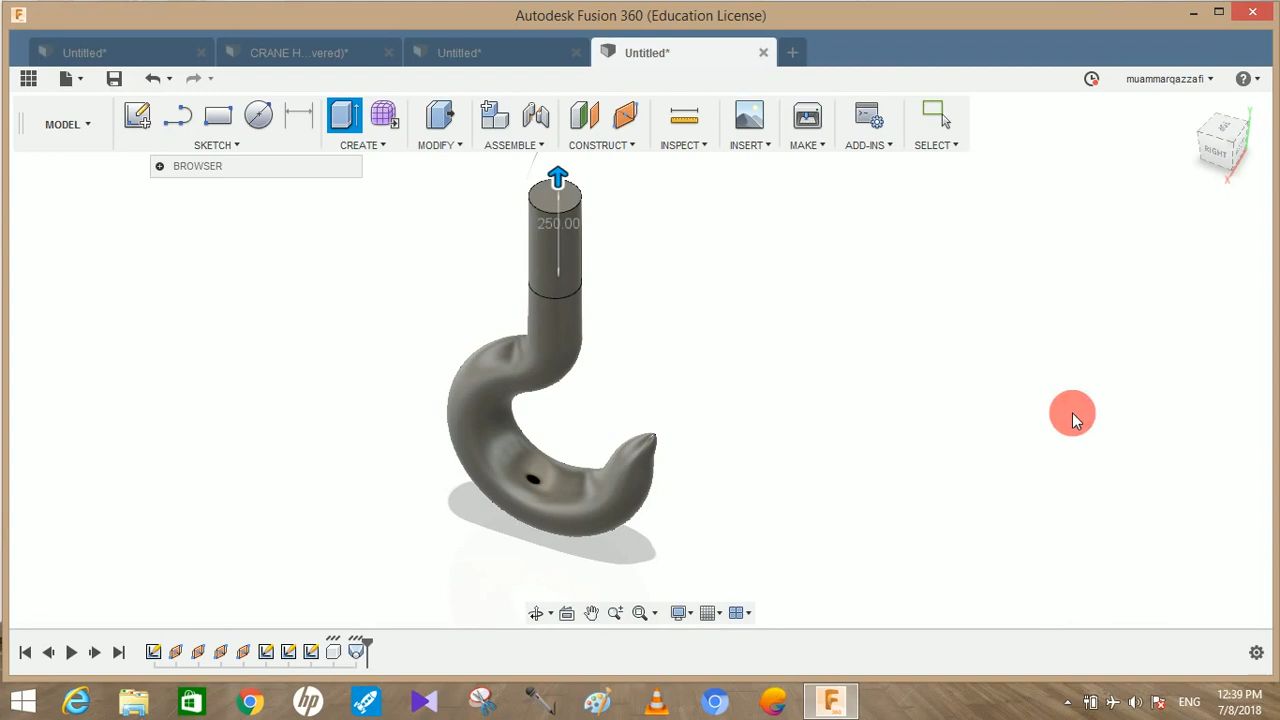 Autodesk Fusion 360 (Education License)
Untitled*
CRANE H...vered)*
Untitled*
Untitled*
muammarqazzafi
MODEL
SKETCH
CREATE
MODIFY
ASSEMBLE
CONSTRUCT
INSPECT
INSERT
MAKE
ADD-INS
SELECT
BROWSER
RIGHT
250.00
ENG
12:39 PM
7/8/2018